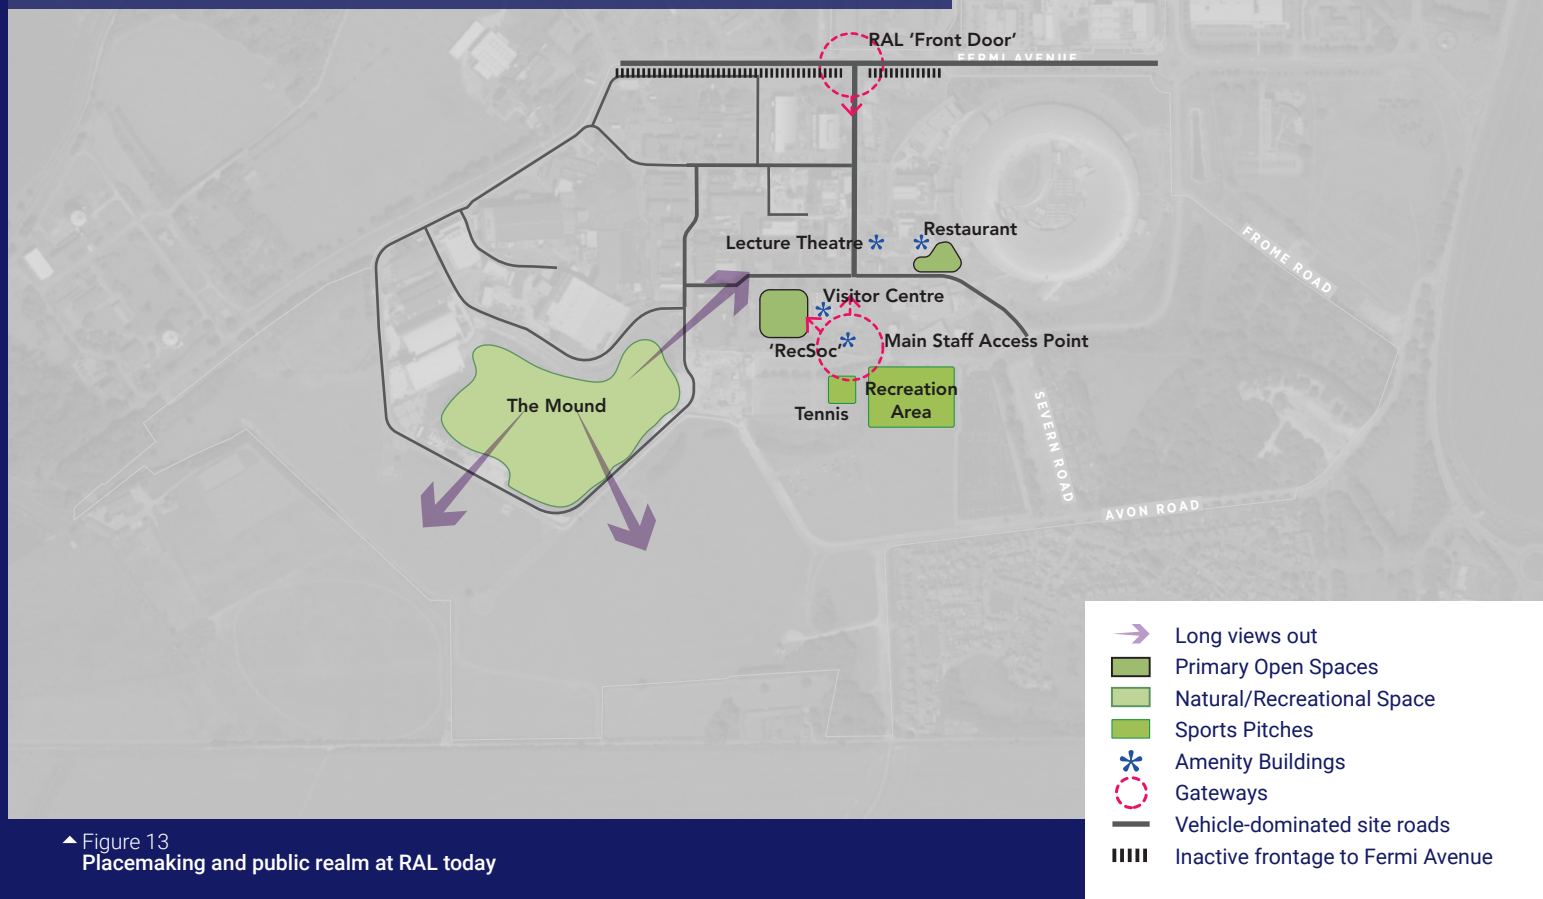 RAL ‘Front Door’
FERMI AVENUE
FROME ROAD
Restaurant
Lecture Theatre
Visitor Centre
Main Staff Access Point
‘RecSoc’
Recreation
Area
Tennis
The Mound
SEVERN ROAD
AVON ROAD
Long views out
Primary Open Spaces
Natural/Recreational Space
Sports Pitches
Amenity Buildings
Gateways
Vehicle-dominated site roads
Inactive frontage to Fermi Avenue
Figure 13
Placemaking and public realm at RAL today